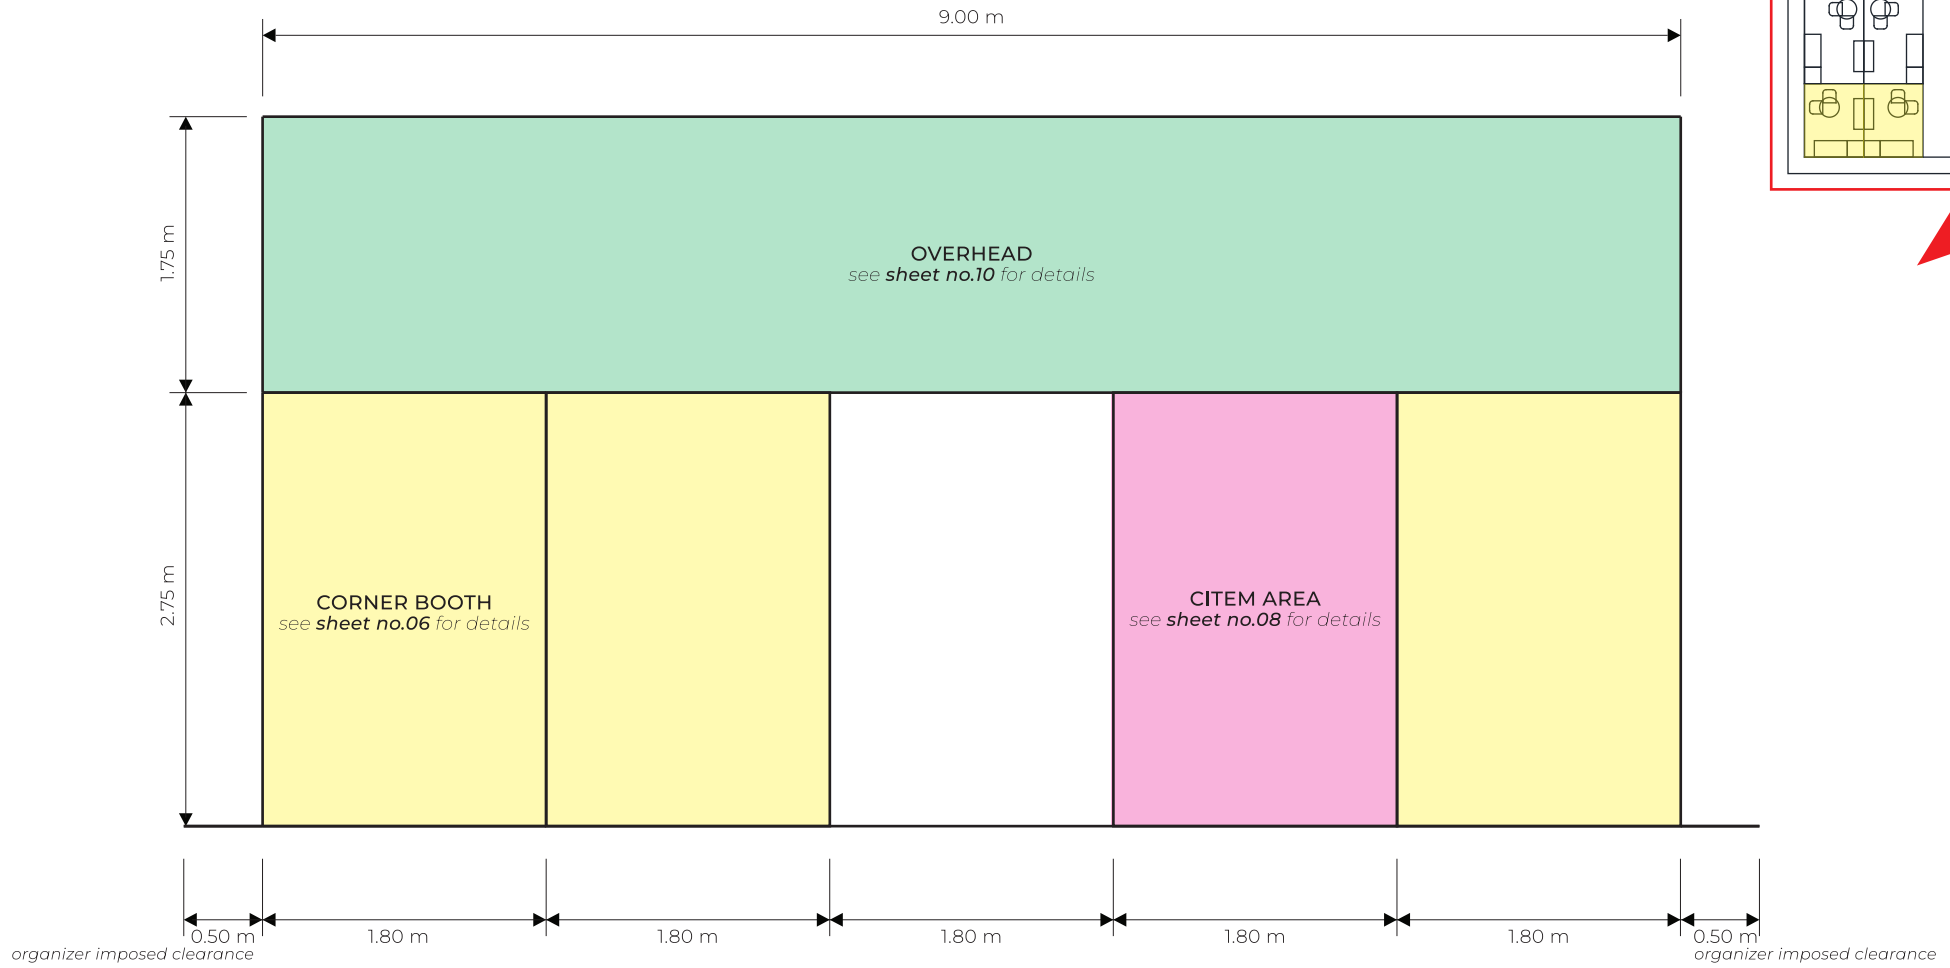 9.00 m
1.75 m
OVERHEAD
see sheet no.10 for details
2.75 m
CORNER BOOTH
see sheet no.06 for details
CITEM AREA
see sheet no.08 for details
0.50 m
1.80 m
1.80 m
1.80 m
1.80 m
1.80 m
0.50 m
organizer imposed clearance
organizer imposed clearance